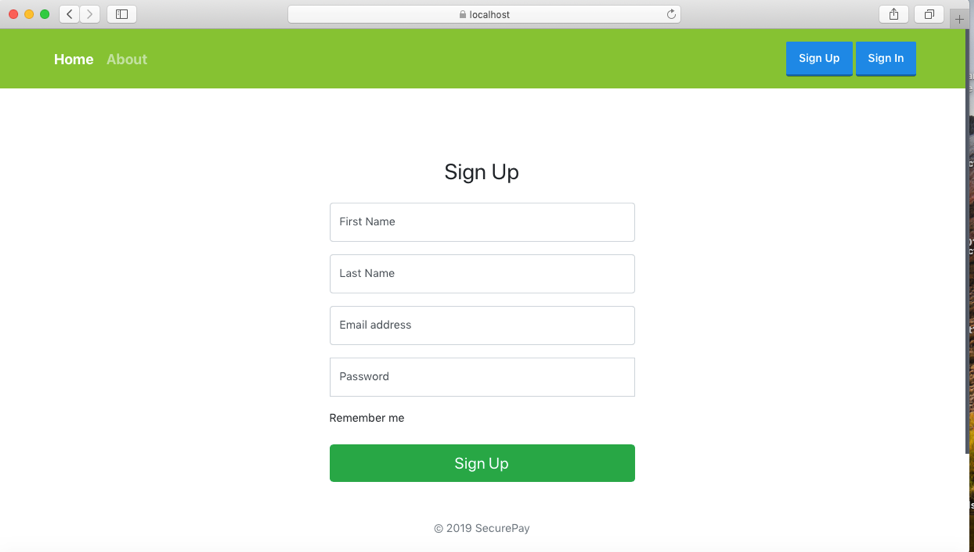 localhost
Home About Sign Up Sign In
Sign Up
First Name
Last Name
Email address
Password
Remember me
Sign Up
© 2019 SecurePay